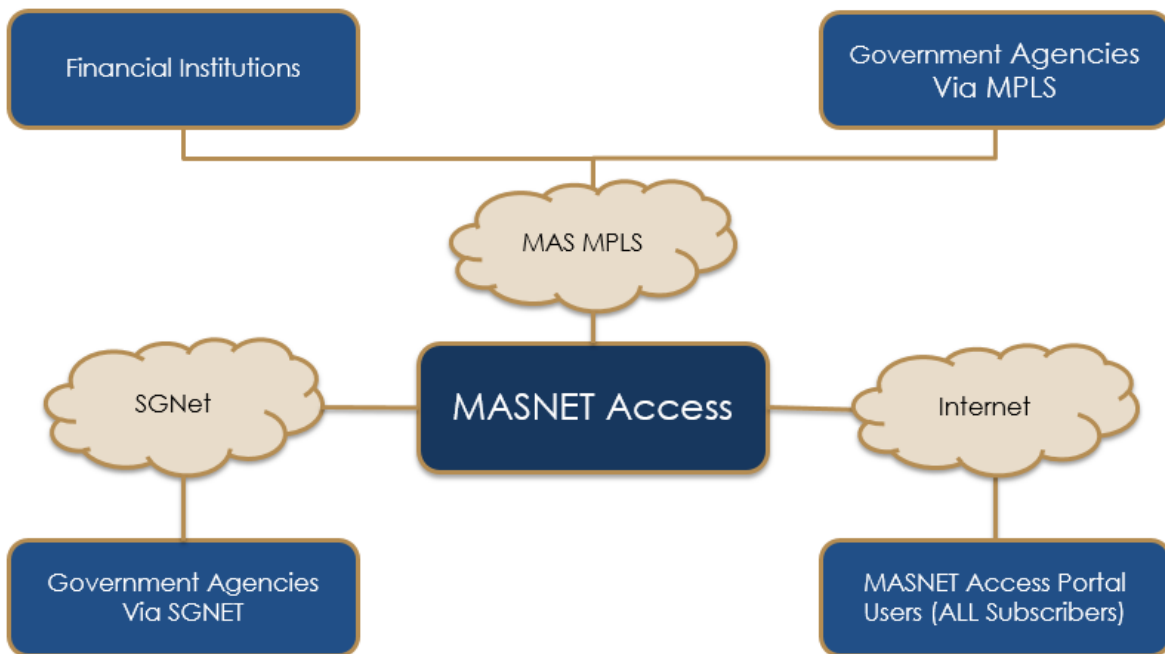 Financial Institutions
Government Agencies
Via MPLS
MAS MPLS
SGNet
MASNET Access
Internet
Government Agencies
Via SGNET
MASNET Access Portal
Users (ALL Subscribers)